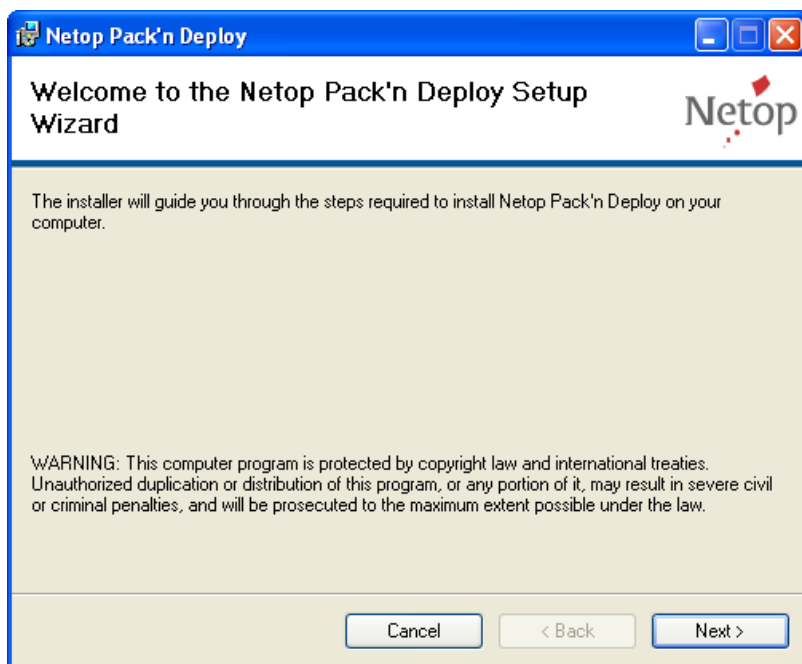 Netop Pack'n Deploy
Welcome to the Netop Pack'n Deploy Setup
Wizard
Netop
The installer will guide you through the steps required to install Netop Pack'n Deploy on your
computer.
WARNING: This computer program is protected by copyright law and international treaties.
Unauthorized duplication or distribution of this program, or any portion of it, may result in severe civil
or criminal penalties, and will be prosecuted to the maximum extent possible under the law.
Cancel
< Back
Next >